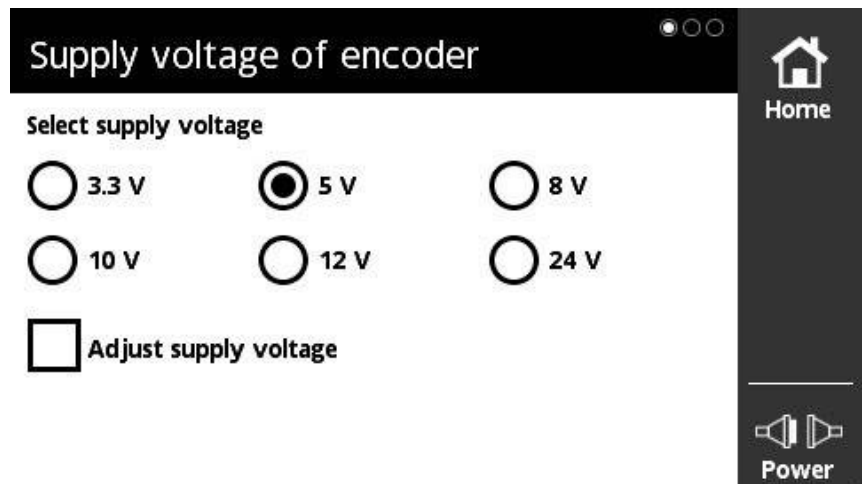 Supply voltage of encoder
Home
Select supply voltage
3.3 V 5 V 8 V
10 V 12 V 24 V
Adjust supply voltage
Power